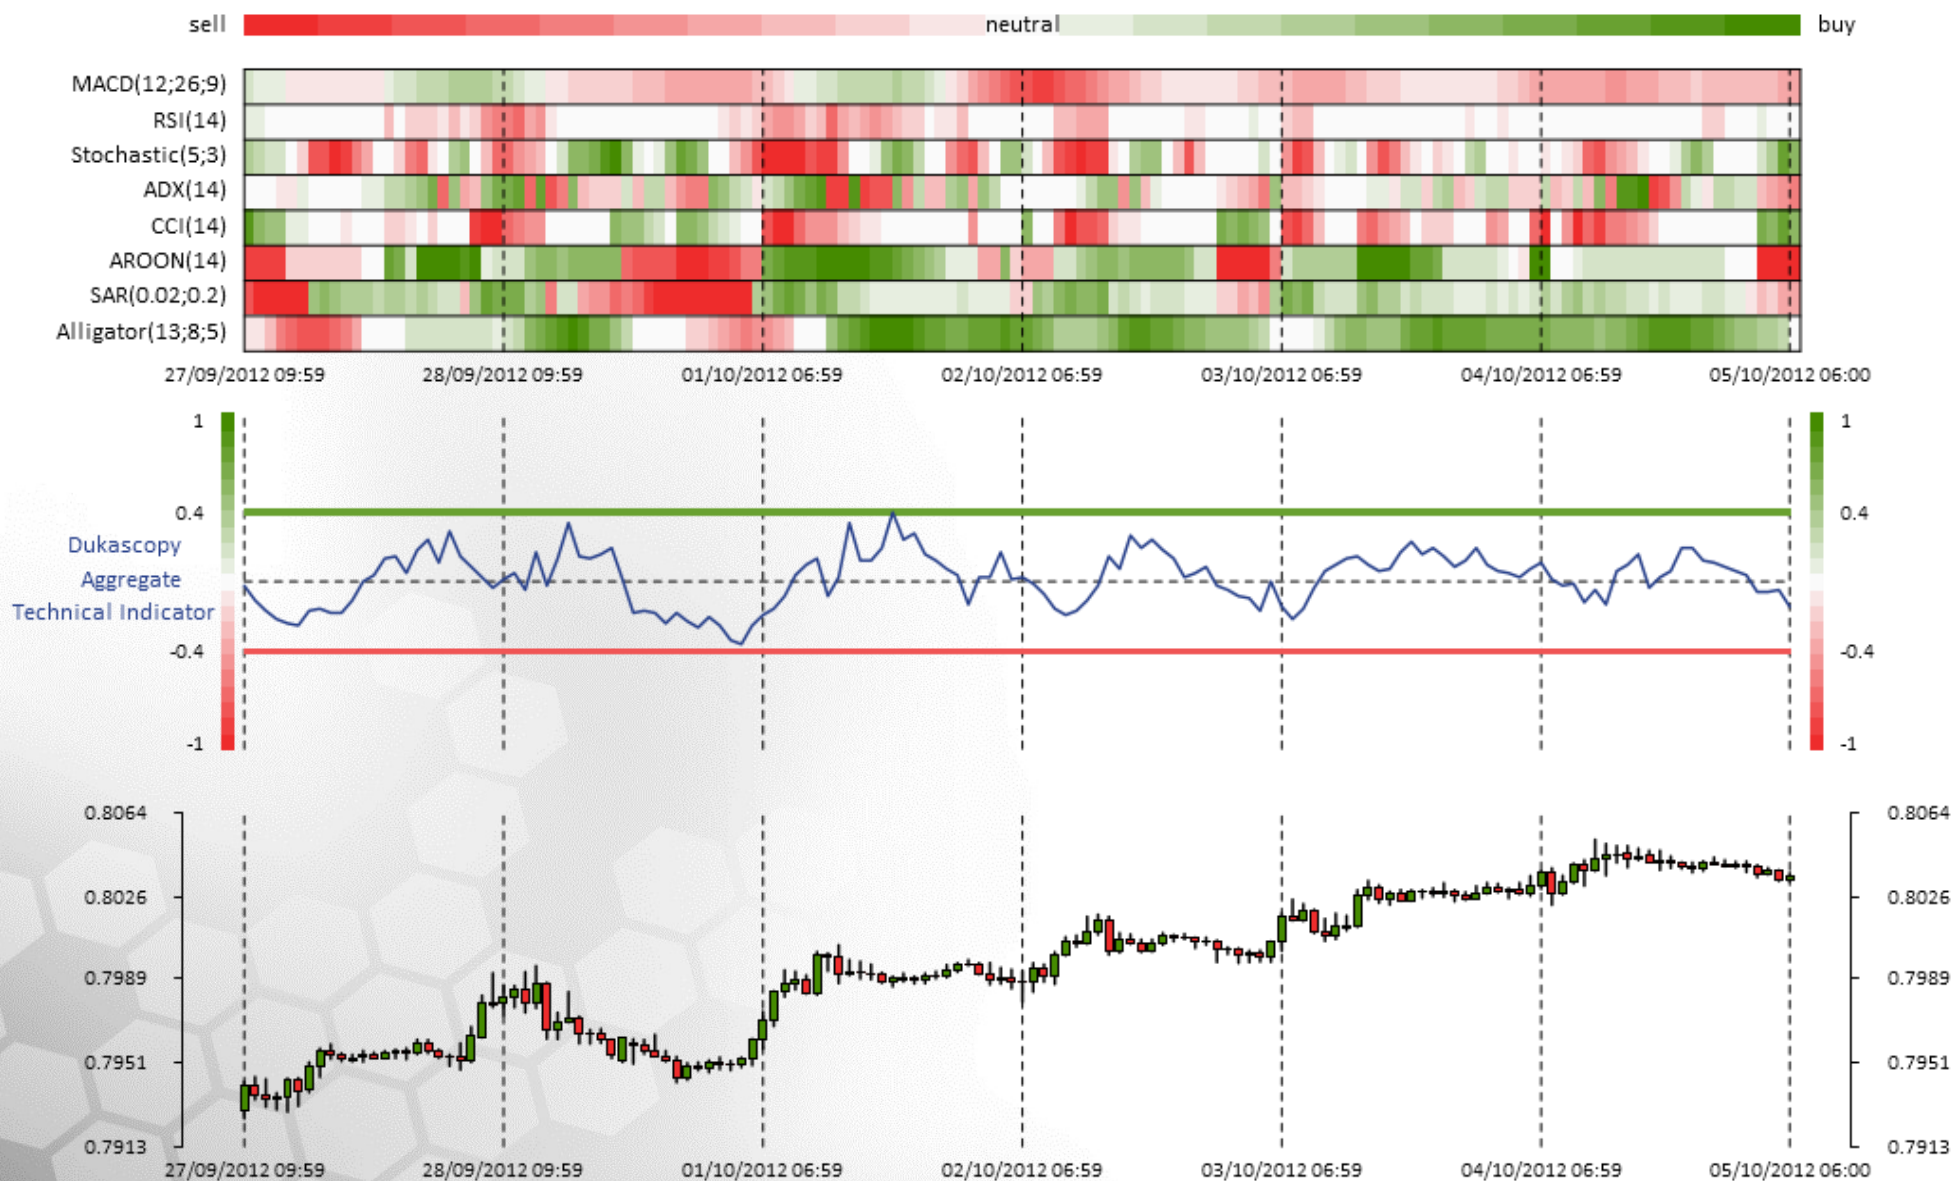 sell neutral buy
MACD(12;26;9)
RSI(14)
Stochastic(5;3)
ADX(14)
CCI(14)
AROON(14)
SAR(0.02;0.2)
Alligator(13;8;5)
27/09/2012 09:59 28/09/2012 09:59 01/10/2012 06:59 02/10/2012 06:59 03/10/2012 06:59 04/10/2012 06:59 05/10/2012 06:00
1 1
0.4 0.4
Dukascopy
Aggregate
Technical Indicator
-0.4 -0.4
-1 -1
0.8064 0.8064
0.8026 0.8026
0.7989 0.7989
0.7951 0.7951
0.7913 0.7913
27/09/2012 09:59 28/09/2012 09:59 01/10/2012 06:59 02/10/2012 06:59 03/10/2012 06:59 04/10/2012 06:59 05/10/2012 06:00